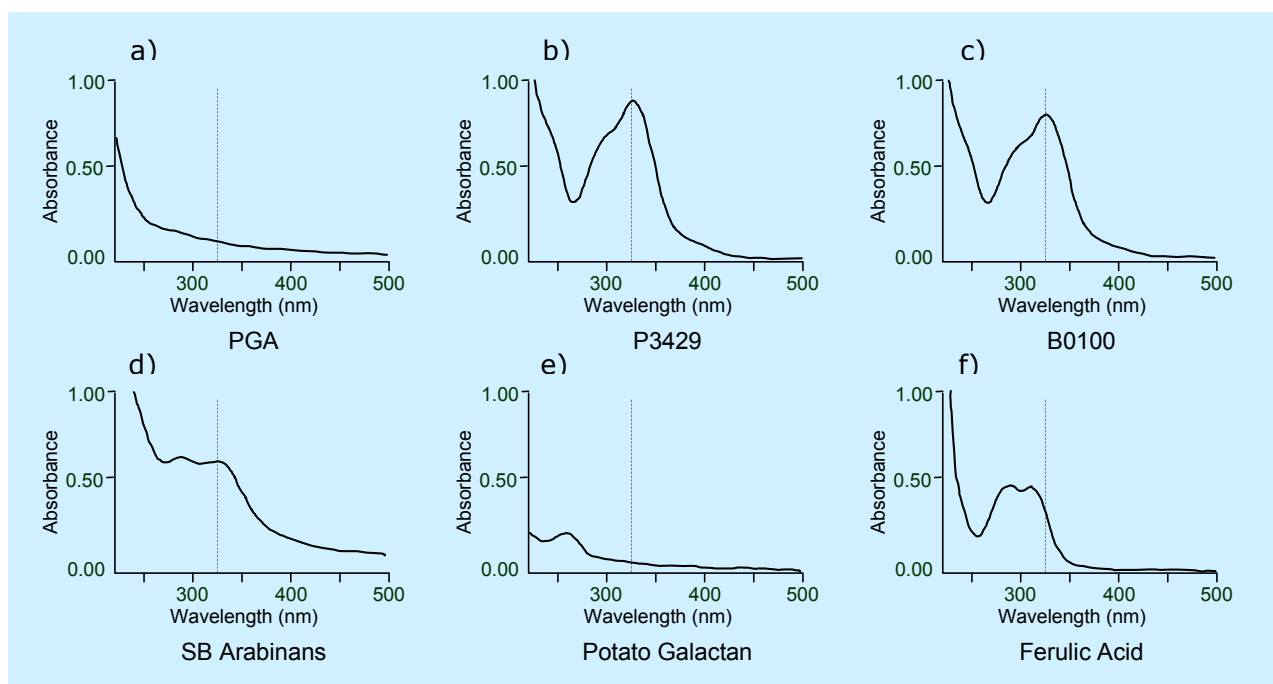 a)
1.00
0.50
0.00
Absorbance
300
400
500
Wavelength (nm)
PGA
b)
1.00
0.50
0.00
Absorbance
300
400
500
Wavelength (nm)
P3429
c)
1.00
0.50
0.00
Absorbance
300
400
500
Wavelength (nm)
B0100
d)
1.00
0.50
0.00
Absorbance
300
400
500
Wavelength (nm)
SB Arabinans
e)
1.00
0.50
0.00
Absorbance
300
400
500
Wavelength (nm)
Potato Galactan
f)
1.00
0.50
0.00
Absorbance
300
400
500
Wavelength (nm)
Ferulic Acid